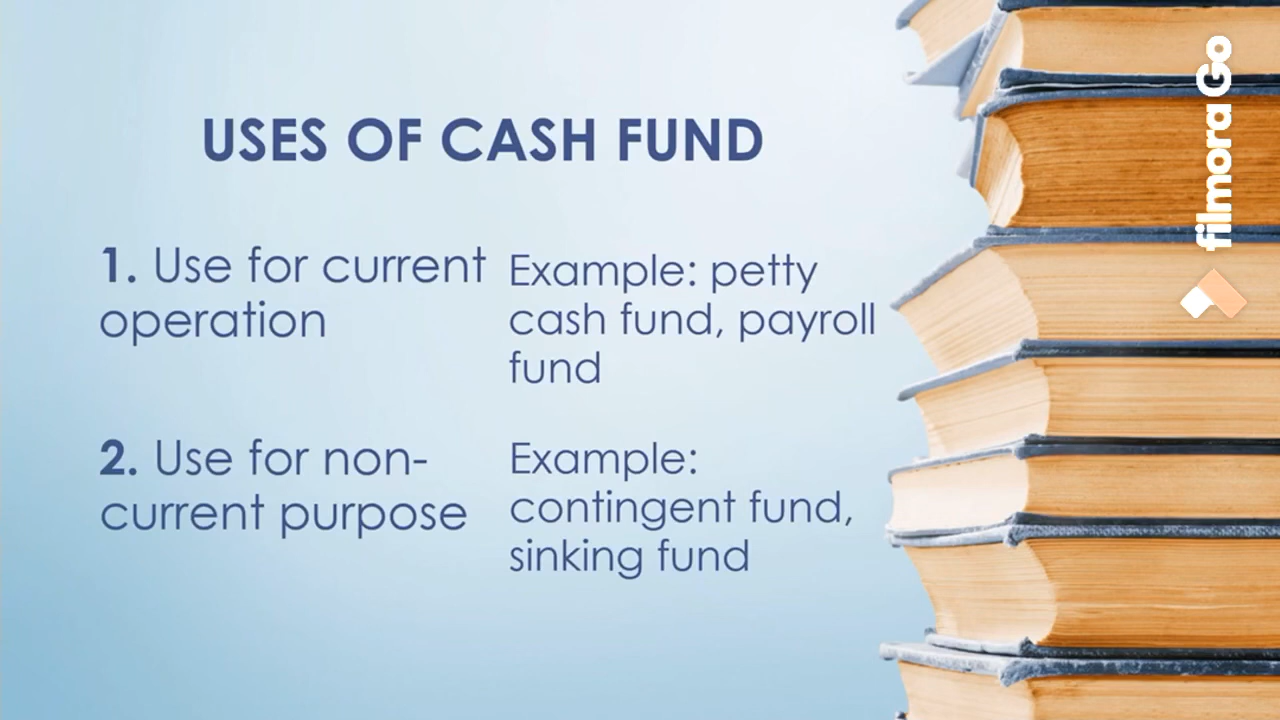 USES OF CASH FUND
1. Use for current
operation
Example: petty
cash fund, payroll
fund
2. Use for non-
current purpose
Example:
contingent fund,
sinking fund
filmora Go